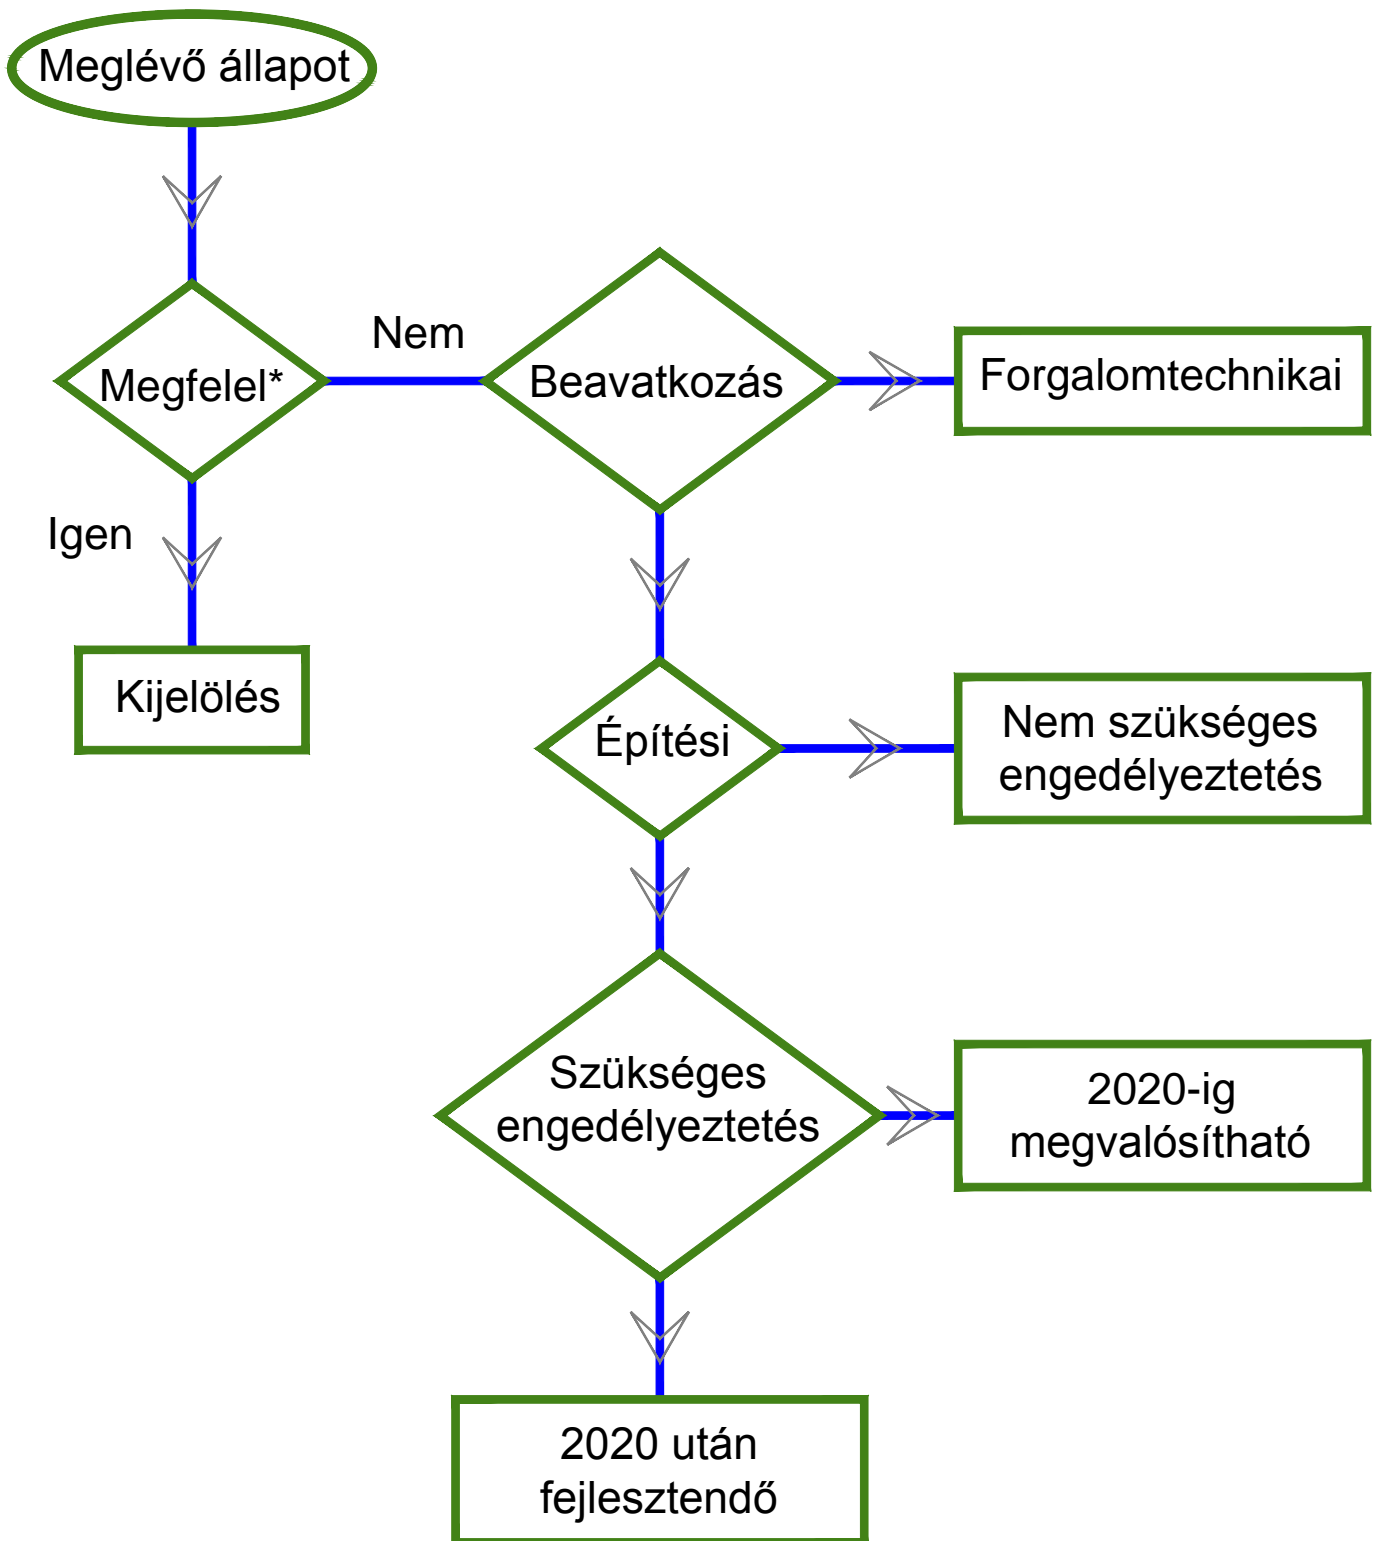 Meglévő állapot
Nem
Megfelel*
Beavatkozás
Forgalomtechnikai
Igen
Kijelölés
Építési
Nem szükséges
engedélyeztetés
Szükséges
engedélyeztetés
2020-ig
megvalósítható
2020 után
fejlesztendő